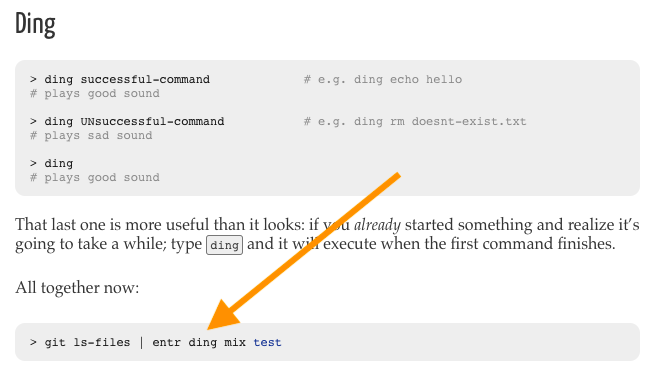 Ding
> ding successful-command # e.g. ding echo hello
# plays good sound
> ding UNsuccessful-command # e.g. ding rm doesnt-exist.txt
# plays sad sound
> ding
# plays good sound
That last one is more useful than it looks: if you already started something and realize it's
going to take a while; type ding and it will execute when the first command finishes.
All together now:
> git ls-files | entr ding mix test